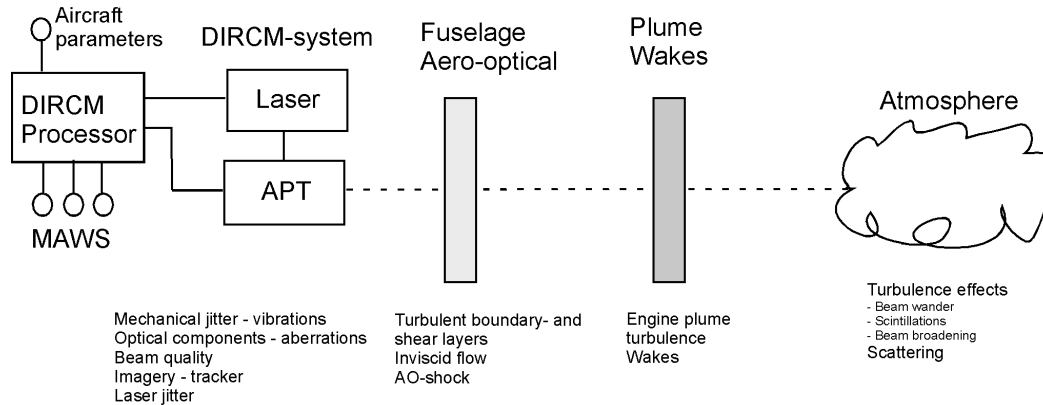 Aircraft
parameters
DIRCM-system
Fuselage
Aero-optical
Plume
Wakes
Atmosphere
DIRCM
Processor
Laser
APT
MAWS
Mechanical jitter - vibrations
Optical components - aberrations
Beam quality
Imagery - tracker
Laser jitter
Turbulent boundary- and
shear layers
Inviscid flow
AO-shock
Engine plume
turbulence
Wakes
Turbulence effects
- Beam wander
- Scintillations
- Beam broadening
Scattering